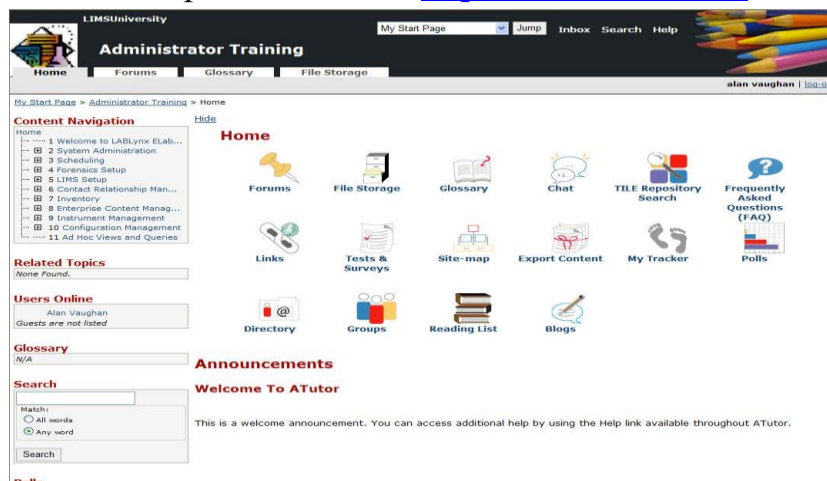 LIMSUniversity
My Start Page Jump Inbox Search Help
Administrator Training
Home Forums Glossary File Storage
alan vaughan |
My Start Page > Administrator Training > Home
Content Navigation
Home
1 Welcome to LABLynx ELab...
2 System Administration
3 Scheduling
4 Forensics Setup
5 LIMS Setup
6 Contact Relationship Man...
7 Inventory
8 Enterprise Content Manag...
9 Instrument Management
10 Configuration Management
11 Ad Hoc Views and Queries
Related Topics
None Found.
Users Online
Alan Vaughan
Guests are not listed
Glossary
N/A
Search
Match:
All words
Any word
Search
Hide
Home
Forums
File Storage
Glossary
Chat
TILE Repository
Search
Frequently
Asked
Questions
(FAQ)
Links
Tests &
Surveys
Site-map
Export Content
My Tracker
Polls
Directory
Groups
Reading List
Blogs
Announcements
Welcome To ATutor
This is a welcome announcement. You can access additional help by using the Help link available throughout ATutor.